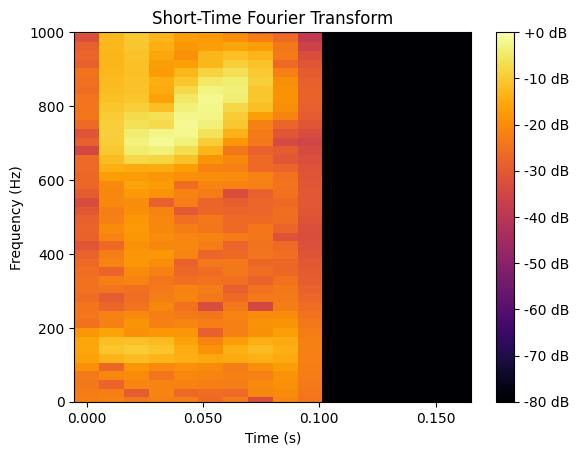 Short-Time Fourier Transform
1000
800
600
400
200
0
Frequency (Hz)
0.000
0.050
0.100
0.150
Time (s)
+0 dB
-10 dB
-20 dB
-30 dB
-40 dB
-50 dB
-60 dB
-70 dB
-80 dB